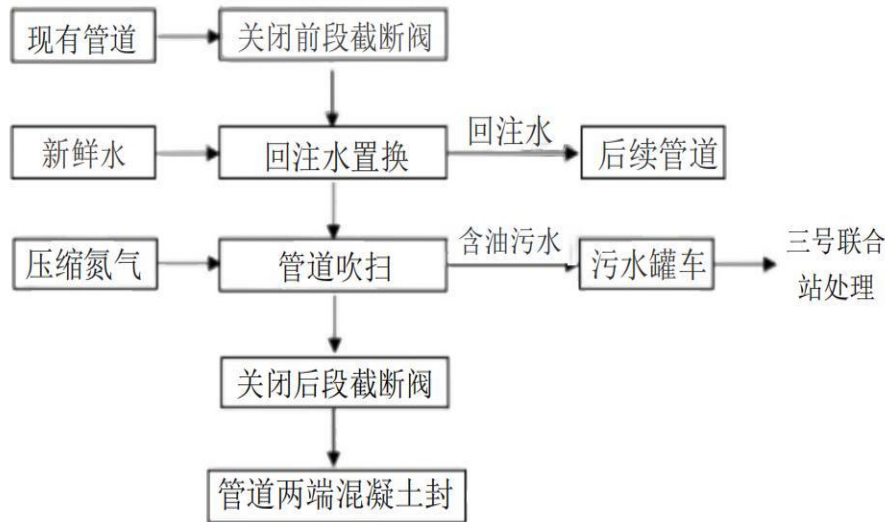 现有管道
关闭前段截断阀
新鲜水
回注水置换
回注水
后续管道
压缩氮气
管道吹扫
含油污水
污水罐车
三号联合
站处理
关闭后段截断阀
管道两端混凝土封